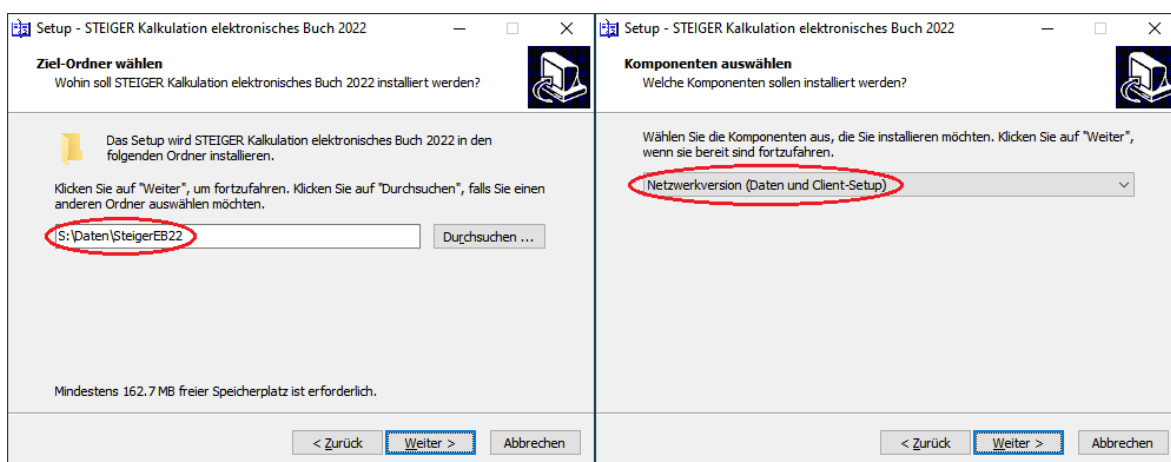 Setup - STEIGER Kalkulation elektronisches Buch 2022
Ziel-Ordner wählen
Wohin soll STEIGER Kalkulation elektronisches Buch 2022 installiert werden?
Das Setup wird STEIGER Kalkulation elektronisches Buch 2022 in den
folgenden Ordner installieren.
Klicken Sie auf "Weiter", um fortzufahren. Klicken Sie auf "Durchsuchen", falls Sie einen
anderen Ordner auswählen möchten.
S:\Daten\SteigerEB22
Durchsuchen ...
Mindestens 162.7 MB freier Speicherplatz ist erforderlich.
< Zurück
Weiter >
Abbrechen
Setup - STEIGER Kalkulation elektronisches Buch 2022
Komponenten auswählen
Welche Komponenten sollen installiert werden?
Wählen Sie die Komponenten aus, die Sie installieren möchten. Klicken Sie auf "Weiter",
wenn sie bereit sind fortzufahren.
Netzwerkversion (Daten und Client-Setup)
< Zurück
Weiter >
Abbrechen